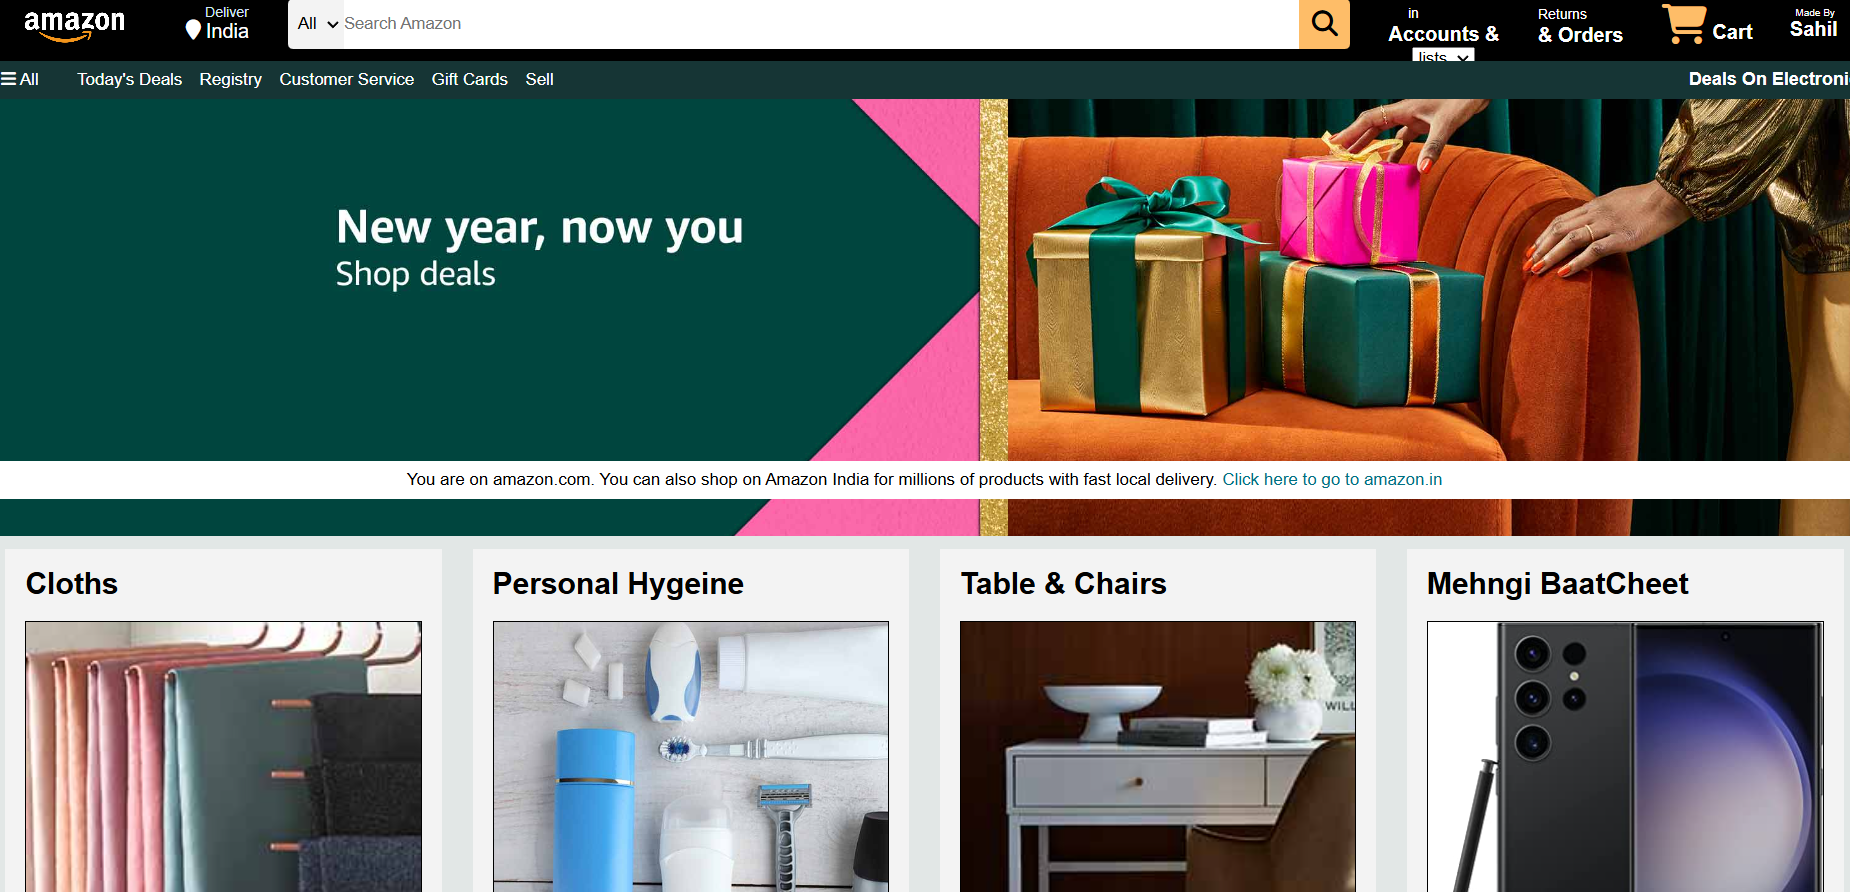 amazon
Deliver
India
All
Search Amazon
in
Accounts &
lists
Returns
& Orders
Cart
Made By
Sahil
All
Today's Deals
Registry
Customer Service
Gift Cards
Sell
Deals On Electroni
New year, now you
Shop deals
You are on amazon.com. You can also shop on Amazon India for millions of products with fast local delivery. Click here to go to amazon.in
Cloths
Personal Hygeine
Table & Chairs
Mehngi BaatCheet
WILL